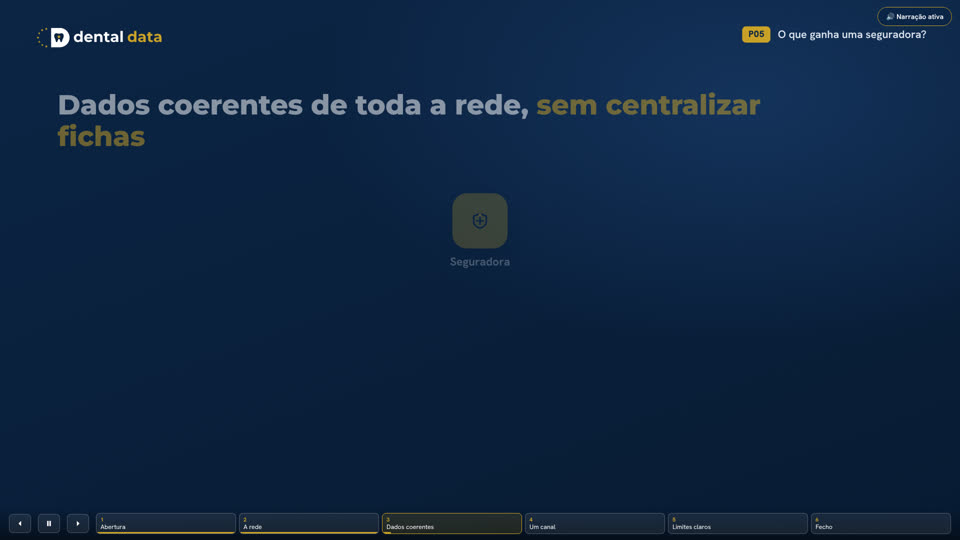 🔊 Narração ativa
dental data
P05 O que ganha uma seguradora?
Dados coerentes de toda a rede, sem centralizar
fichas
Seguradora
1
Abertura
2
A rede
3
Dados coerentes
4
Um canal
5
Limites claros
6
Fecho